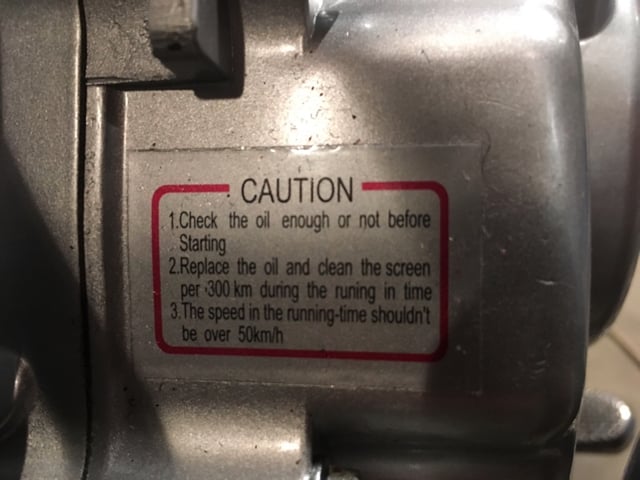 CAUTION
1.Check the oil enough or not before
Starting
2.Replace the oil and clean the screen
per 300 km during the runing in time
3.The speed in the running-time shouldn't
be over 50km/h